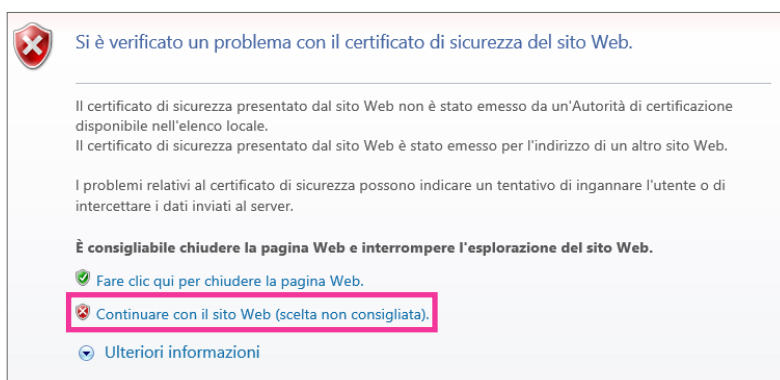 Si è verificato un problema con il certificato di sicurezza del sito Web.
Il certificato di sicurezza presentato dal sito Web non è stato emesso da un'Autorità di certificazione
disponibile nell'elenco locale.
Il certificato di sicurezza presentato dal sito Web è stato emesso per l'indirizzo di un altro sito Web.
I problemi relativi al certificato di sicurezza possono indicare un tentativo di ingannare l'utente o di
intercettare i dati inviati al server.
È consigliabile chiudere la pagina Web e interrompere l'esplorazione del sito Web.
Fare clic qui per chiudere la pagina Web.
Continuare con il sito Web (scelta non consigliata).
Ulteriori informazioni